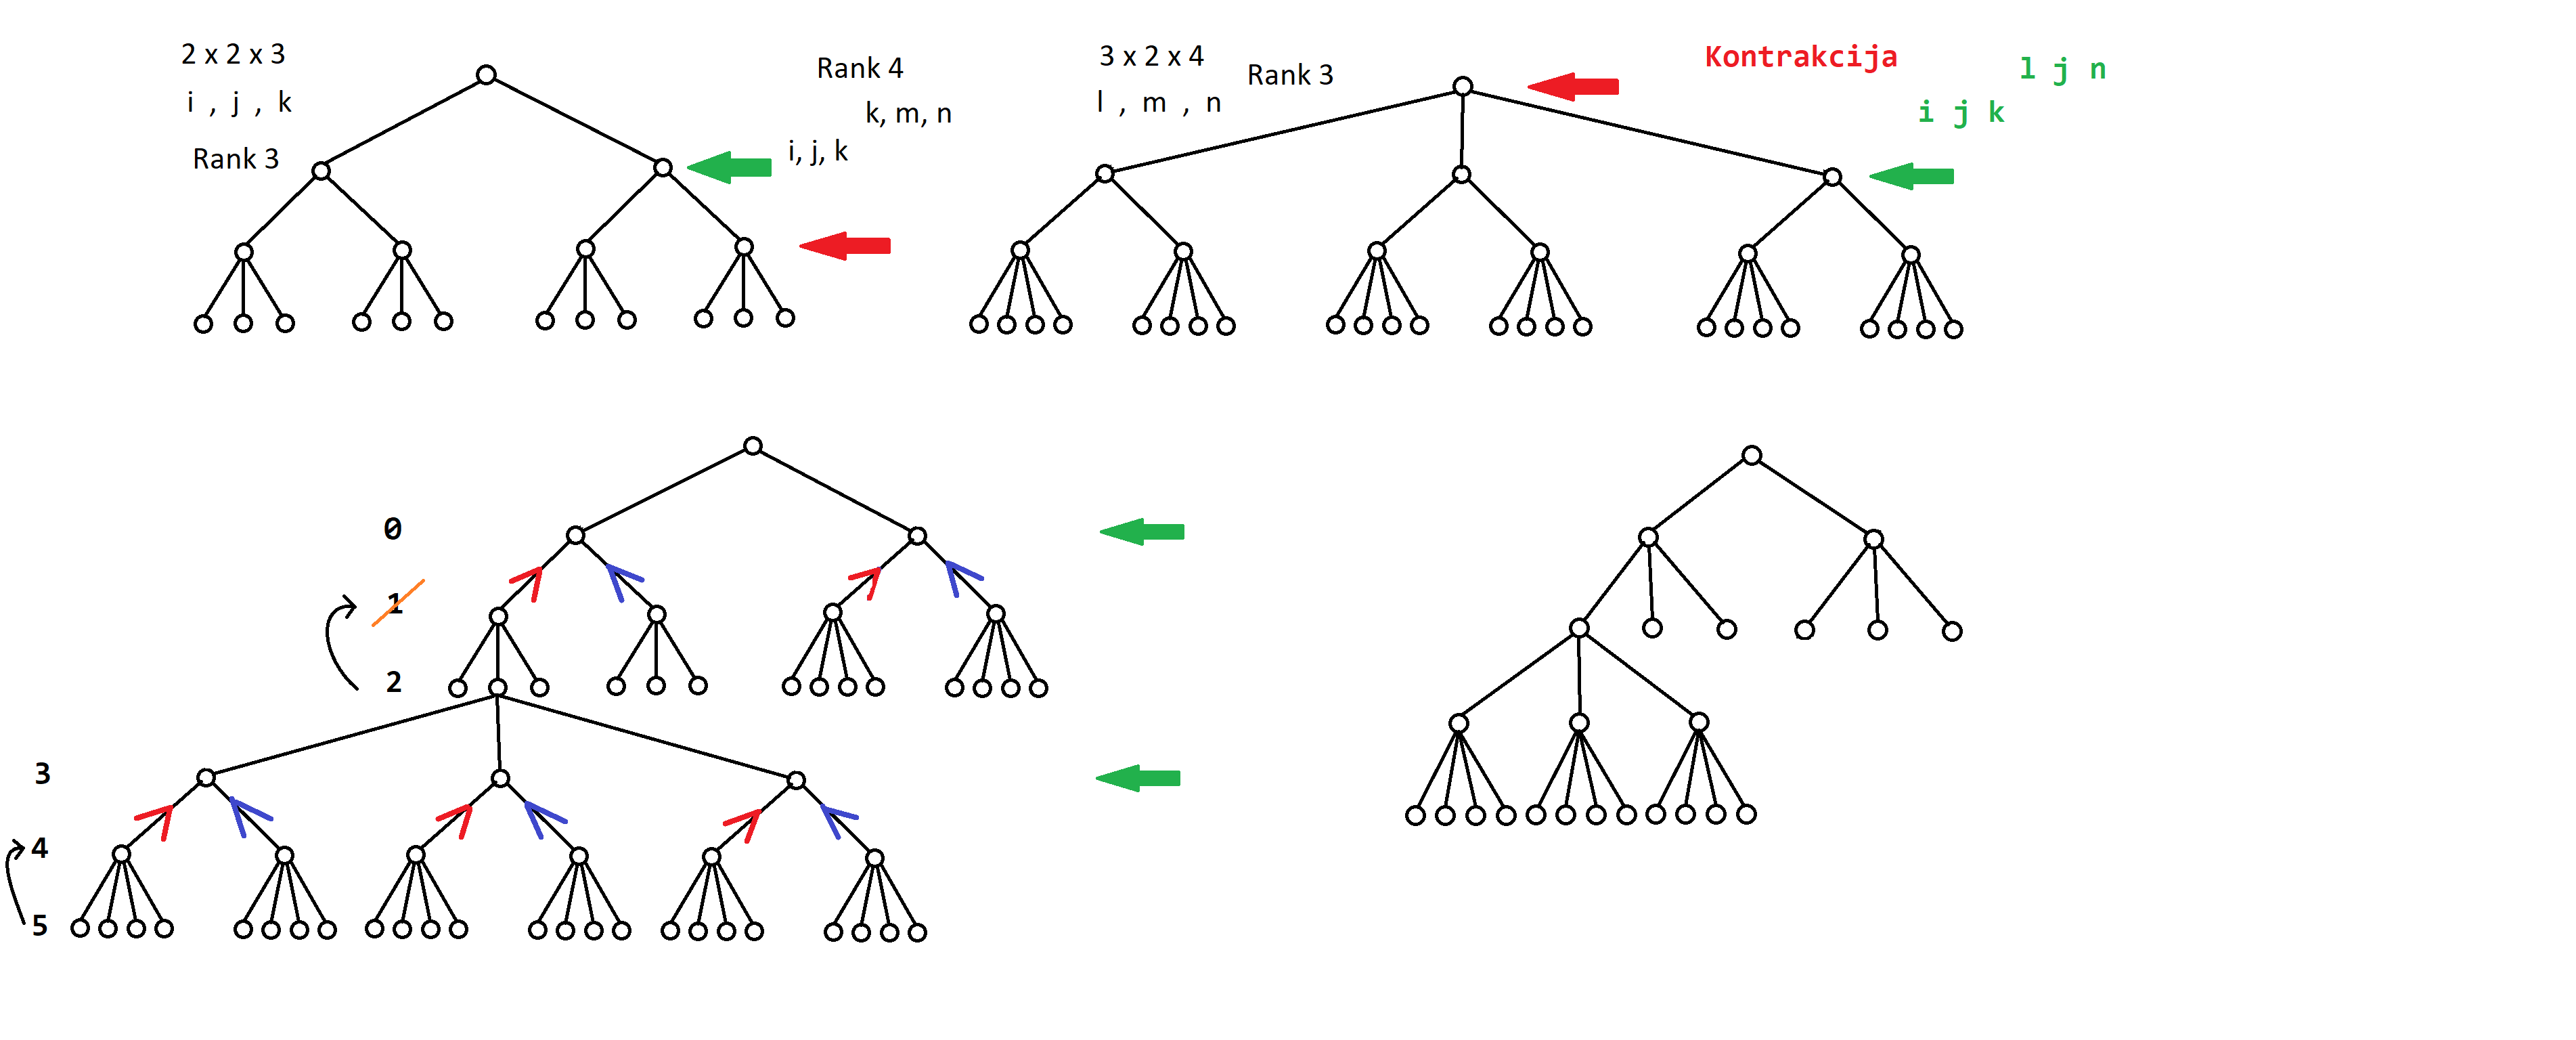 2 x 2 x 3
i , j , k
Rank 3
Rank 4
k, m, n
i, j, k
3 x 2 x 4
l , m , n
Rank 3
Kontrakcija
l j n
i j k
0
1
2
3
4
5